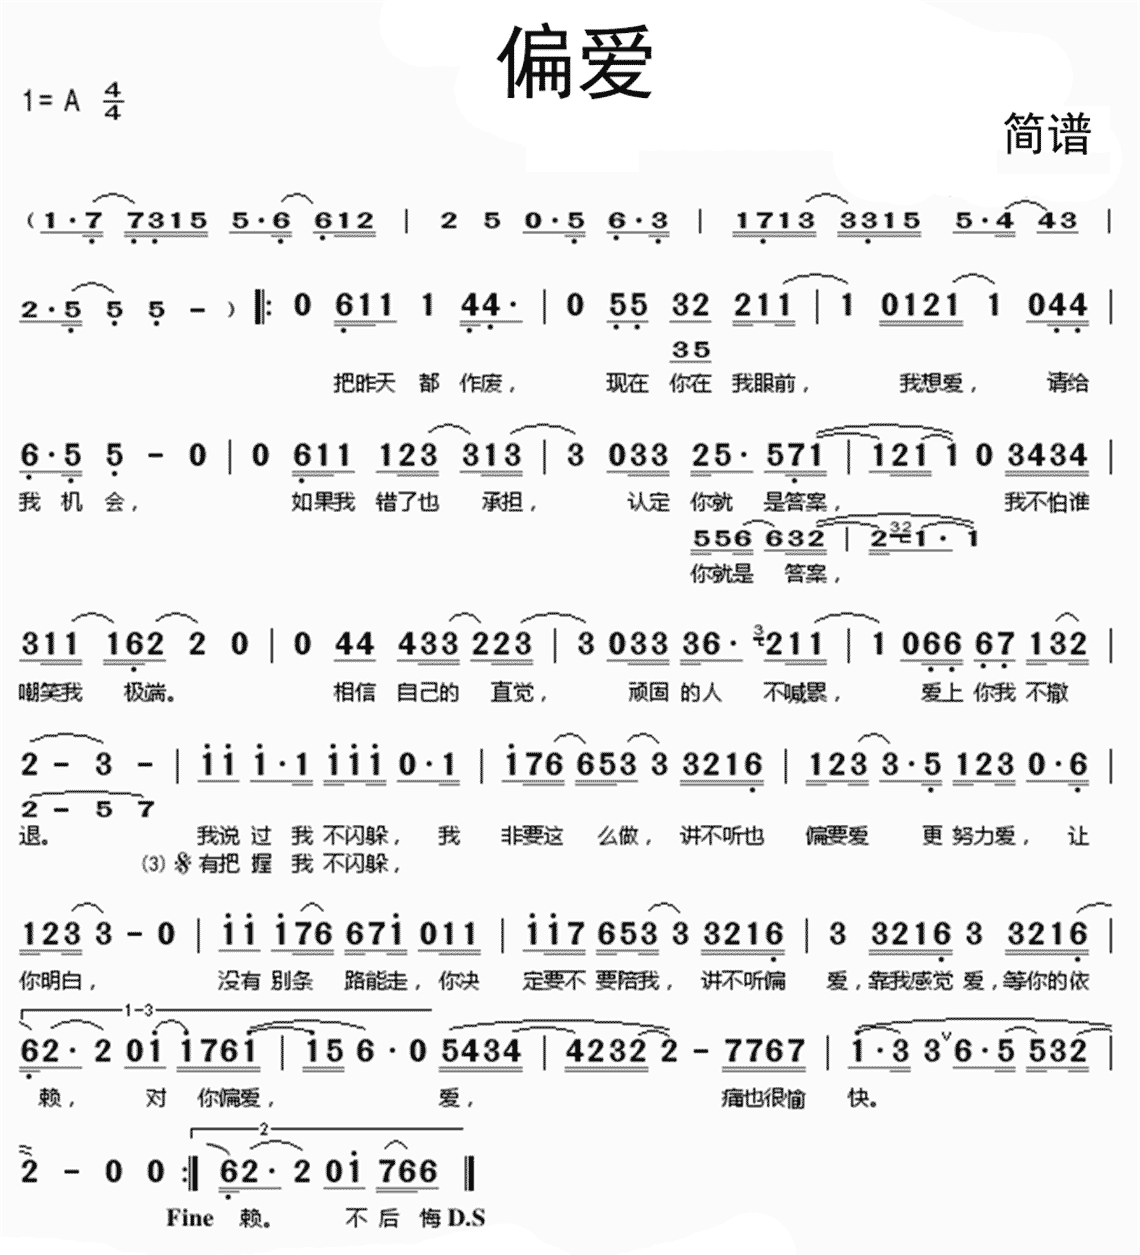 偏爱
1= A 4/4
简谱
( 1·7 7315 5·6 612 | 2 5 0·5 6·3 | 1713 3315 5·4 43 |
2·5 5 5 - ) ‖: 0 611 1 44· | 0 55 32 211 | 1 0121 1 044 |
35
把昨天 都 作废, 现在 你在 我眼前, 我想爱, 请给
6·5 5 - 0 | 0 611 123 313 | 3 033 25· 571 | 121 1 0 3434 |
我 机 会, 如果我 错了也 承担, 认定 你就 是答案, 我不怕谁
556 632 | 2 32 1· 1
你就是 答案,
311 162 2 0 | 0 44 433 223 | 3 033 36· 3 211 | 1 066 67 132 |
嘲笑我 极端。 相信 自己的 直觉, 顽固 的人 不喊累, 爱上 你我 不撤
2 - 3 - | 11 1·1 111 0·1 | 176 653 3 3216 | 123 3·5 123 0·6 |
2 - 5 7
退。 我说 过 我 不闪躲, 我 非要这 么做, 讲不听也 偏要爱 更 努力爱, 让
(3) 𝄋 有把 握 我 不闪躲,
123 3 - 0 | 11 176 671 011 | 117 653 3 3216 | 3 3216 3 3216 |
你明白, 没有 别条 路能走, 你决 定要不 要陪我, 讲不听偏 爱, 靠我感觉 爱, 等你的依
1-3
62· 2 01 1761 | 15 6·0 5434 | 4232 2 - 7767 | 1·3 3 ∨ 6·5 532 |
赖, 对 你偏爱, 爱, 痛也很愉 快。
2
2 - 0 0 :‖ 62· 2 01 766 ‖
Fine 赖。 不 后 悔 D.S